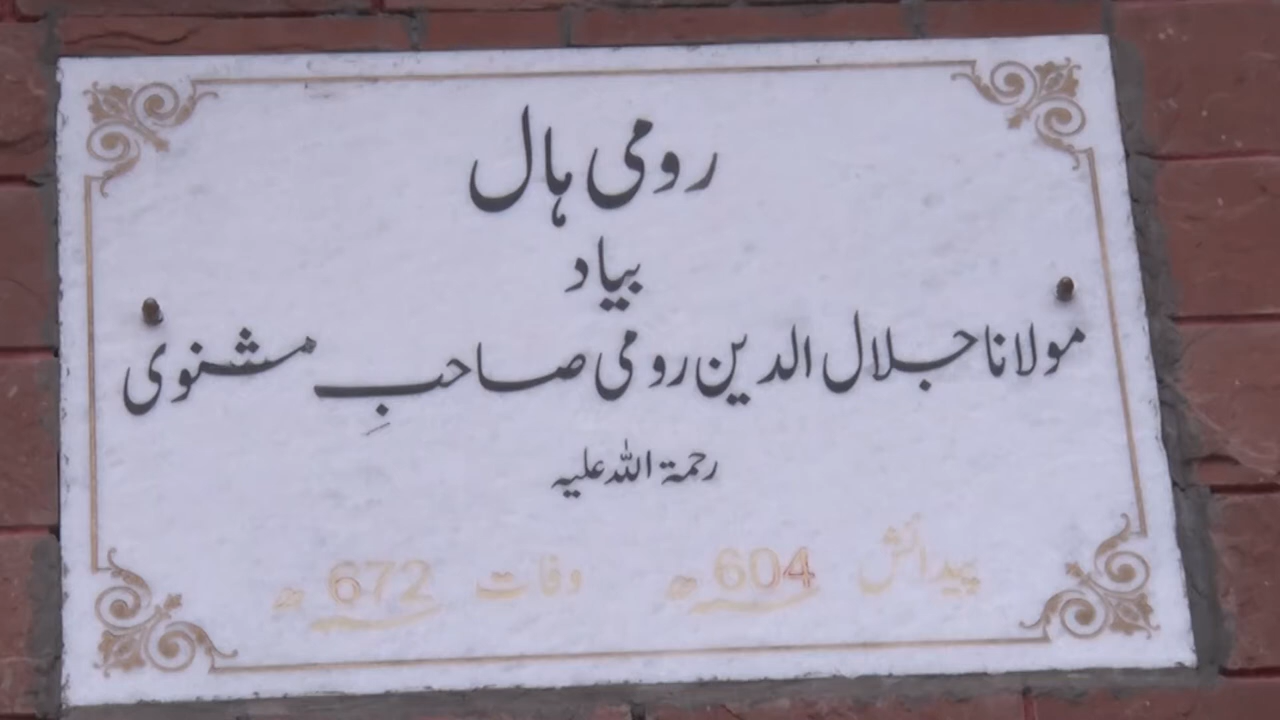 رومی ہال
بیاد
مولانا جلال الدین رومی صاحبِ مثنوی
رحمۃ اللہ علیہ
پیدائش 604ھ وفات 672ھ